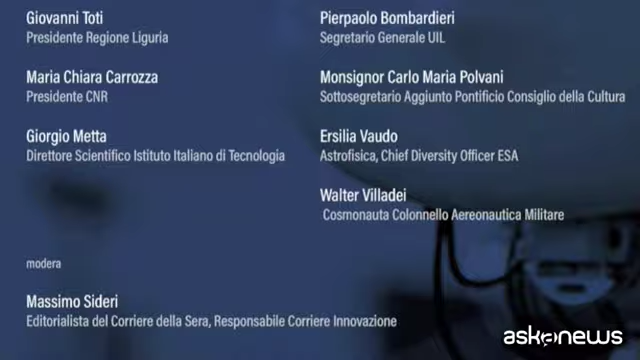 Giovanni Toti
Presidente Regione Liguria
Maria Chiara Carrozza
Presidente CNR
Giorgio Metta
Direttore Scientifico Istituto Italiano di Tecnologia
Pierpaolo Bombardieri
Segretario Generale UIL
Monsignor Carlo Maria Polvani
Sottosegretario Aggiunto Pontificio Consiglio della Cultura
Ersilia Vaudo
Astrofisica, Chief Diversity Officer ESA
Walter Villadei
Cosmonauta Colonnello Aereonautica Militare
modera
Massimo Sideri
Editorialista del Corriere della Sera, Responsabile Corriere Innovazione
askanews